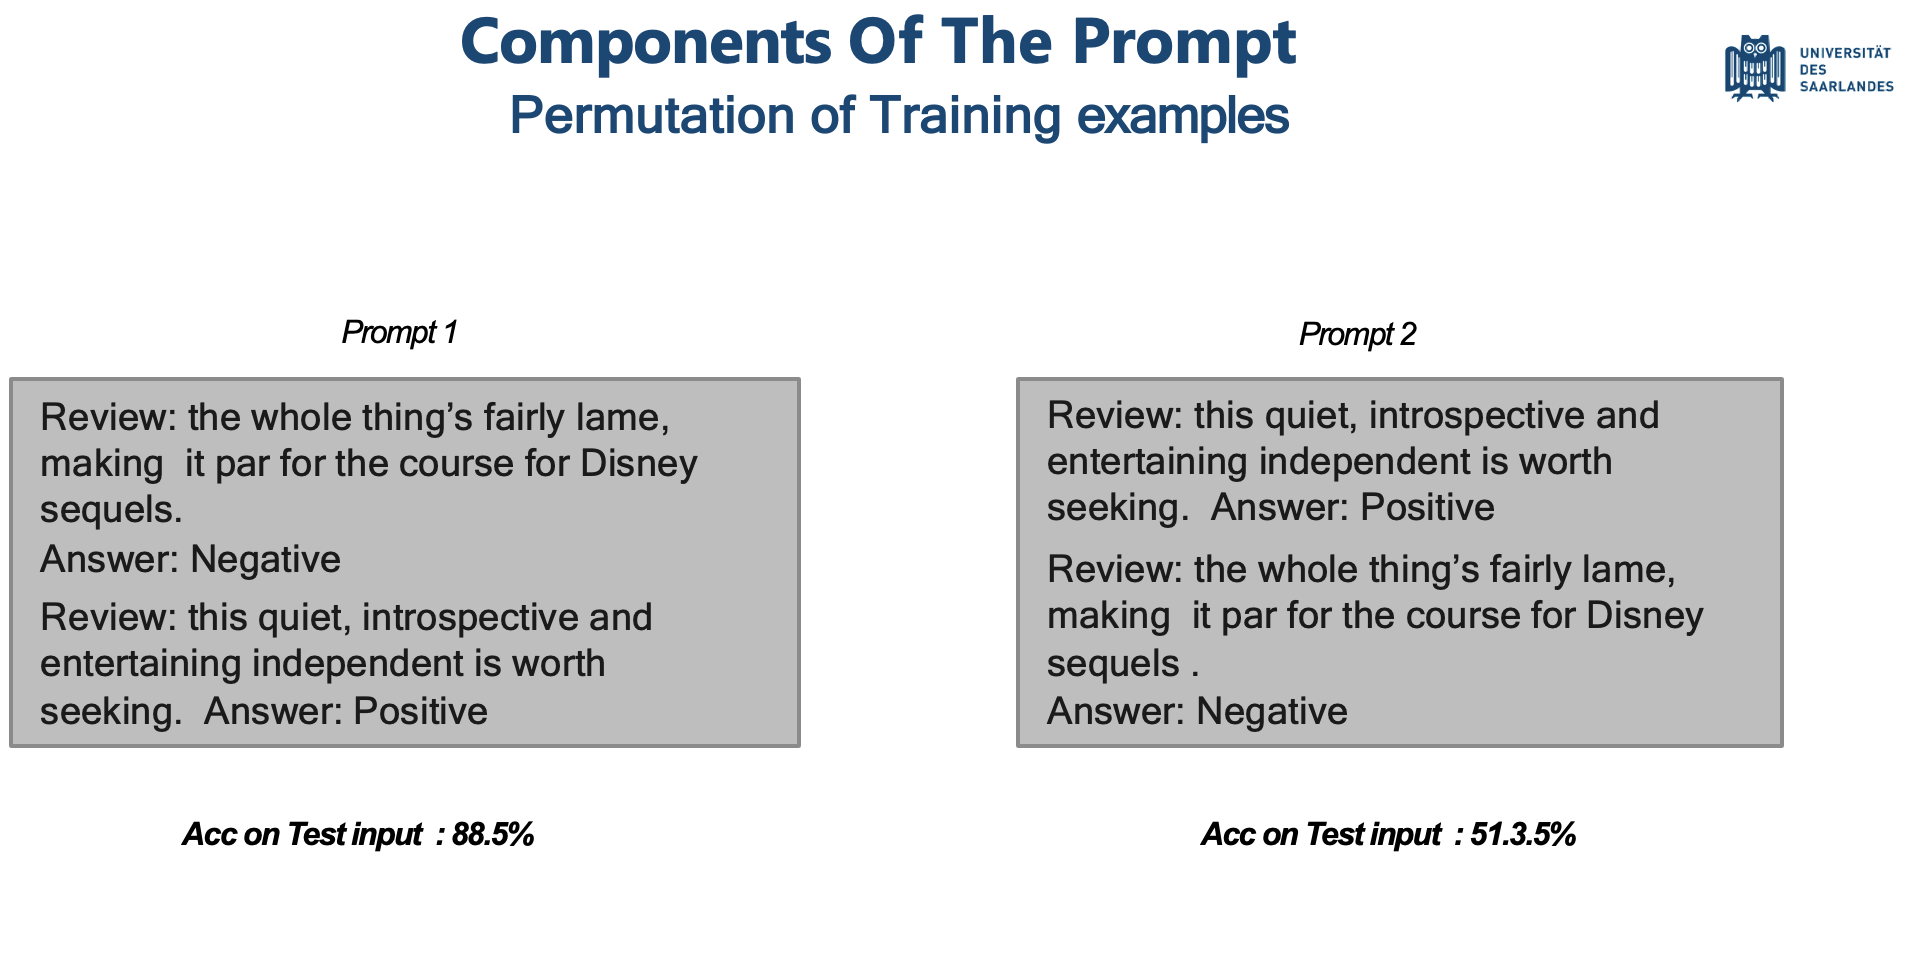 Components Of The Prompt
Permutation of Training examples
UNIVERSITÄT
DES
SAARLANDES
Prompt 1
Review: the whole thing’s fairly lame,
making  it par for the course for Disney
sequels.
Answer: Negative
Review: this quiet, introspective and
entertaining independent is worth
seeking.  Answer: Positive
Acc on Test input  : 88.5%
Prompt 2
Review: this quiet, introspective and
entertaining independent is worth
seeking.  Answer: Positive
Review: the whole thing’s fairly lame,
making  it par for the course for Disney
sequels .
Answer: Negative
Acc on Test input  : 51.3.5%